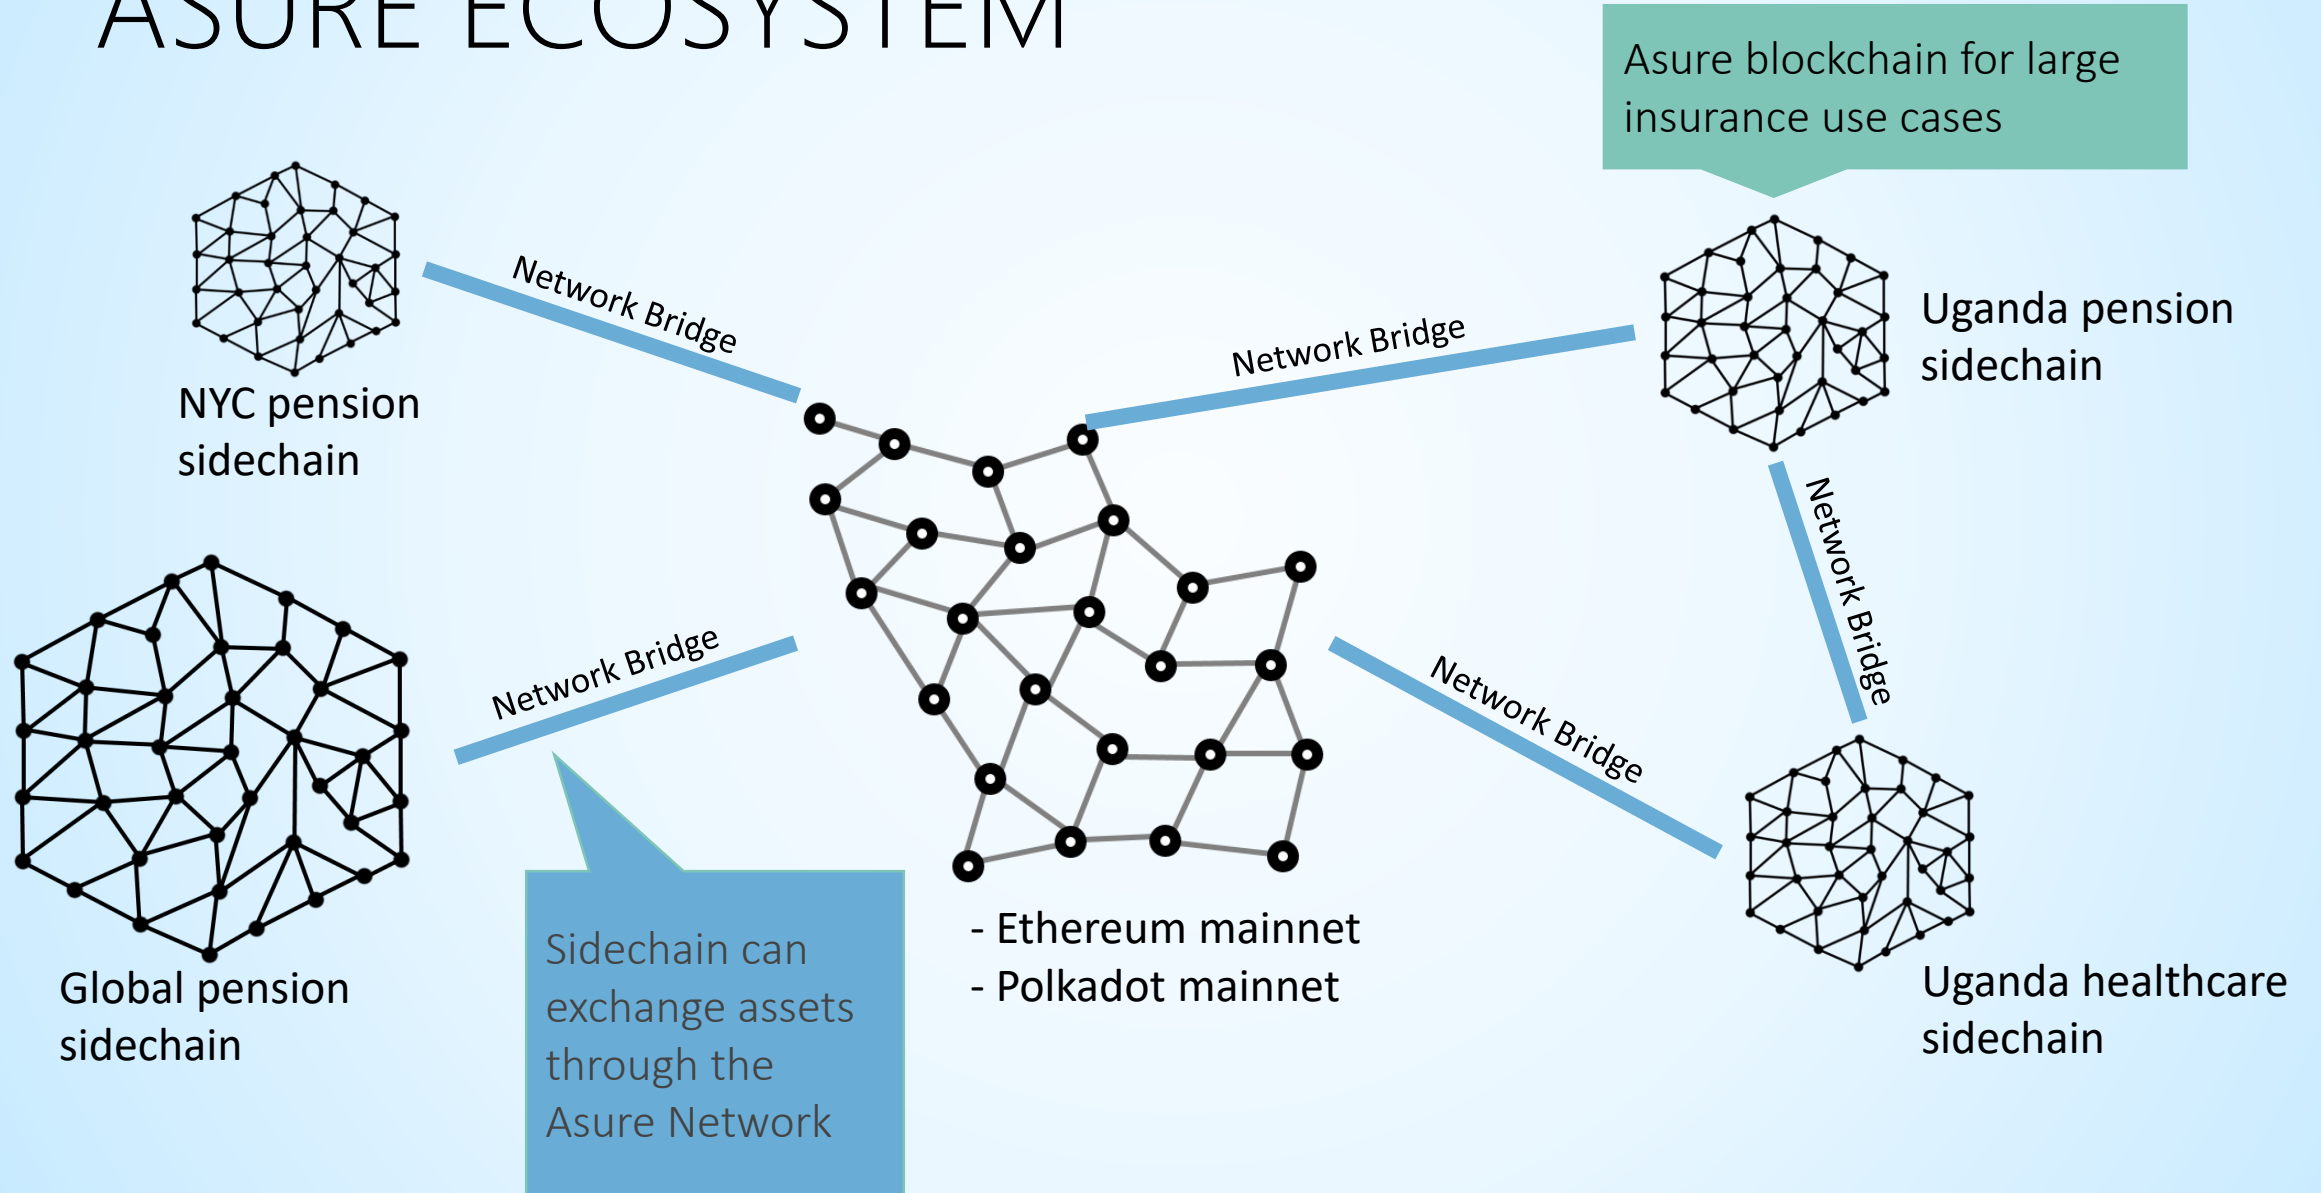 ASURE ECOSYSTEM
Asure blockchain for large
insurance use cases
Network Bridge
Network Bridge
Uganda pension
sidechain
NYC pension
sidechain
Network Bridge
Network Bridge
Network Bridge
Sidechain can
exchange assets
through the
Asure Network
- Ethereum mainnet
- Polkadot mainnet
Global pension
sidechain
Uganda healthcare
sidechain